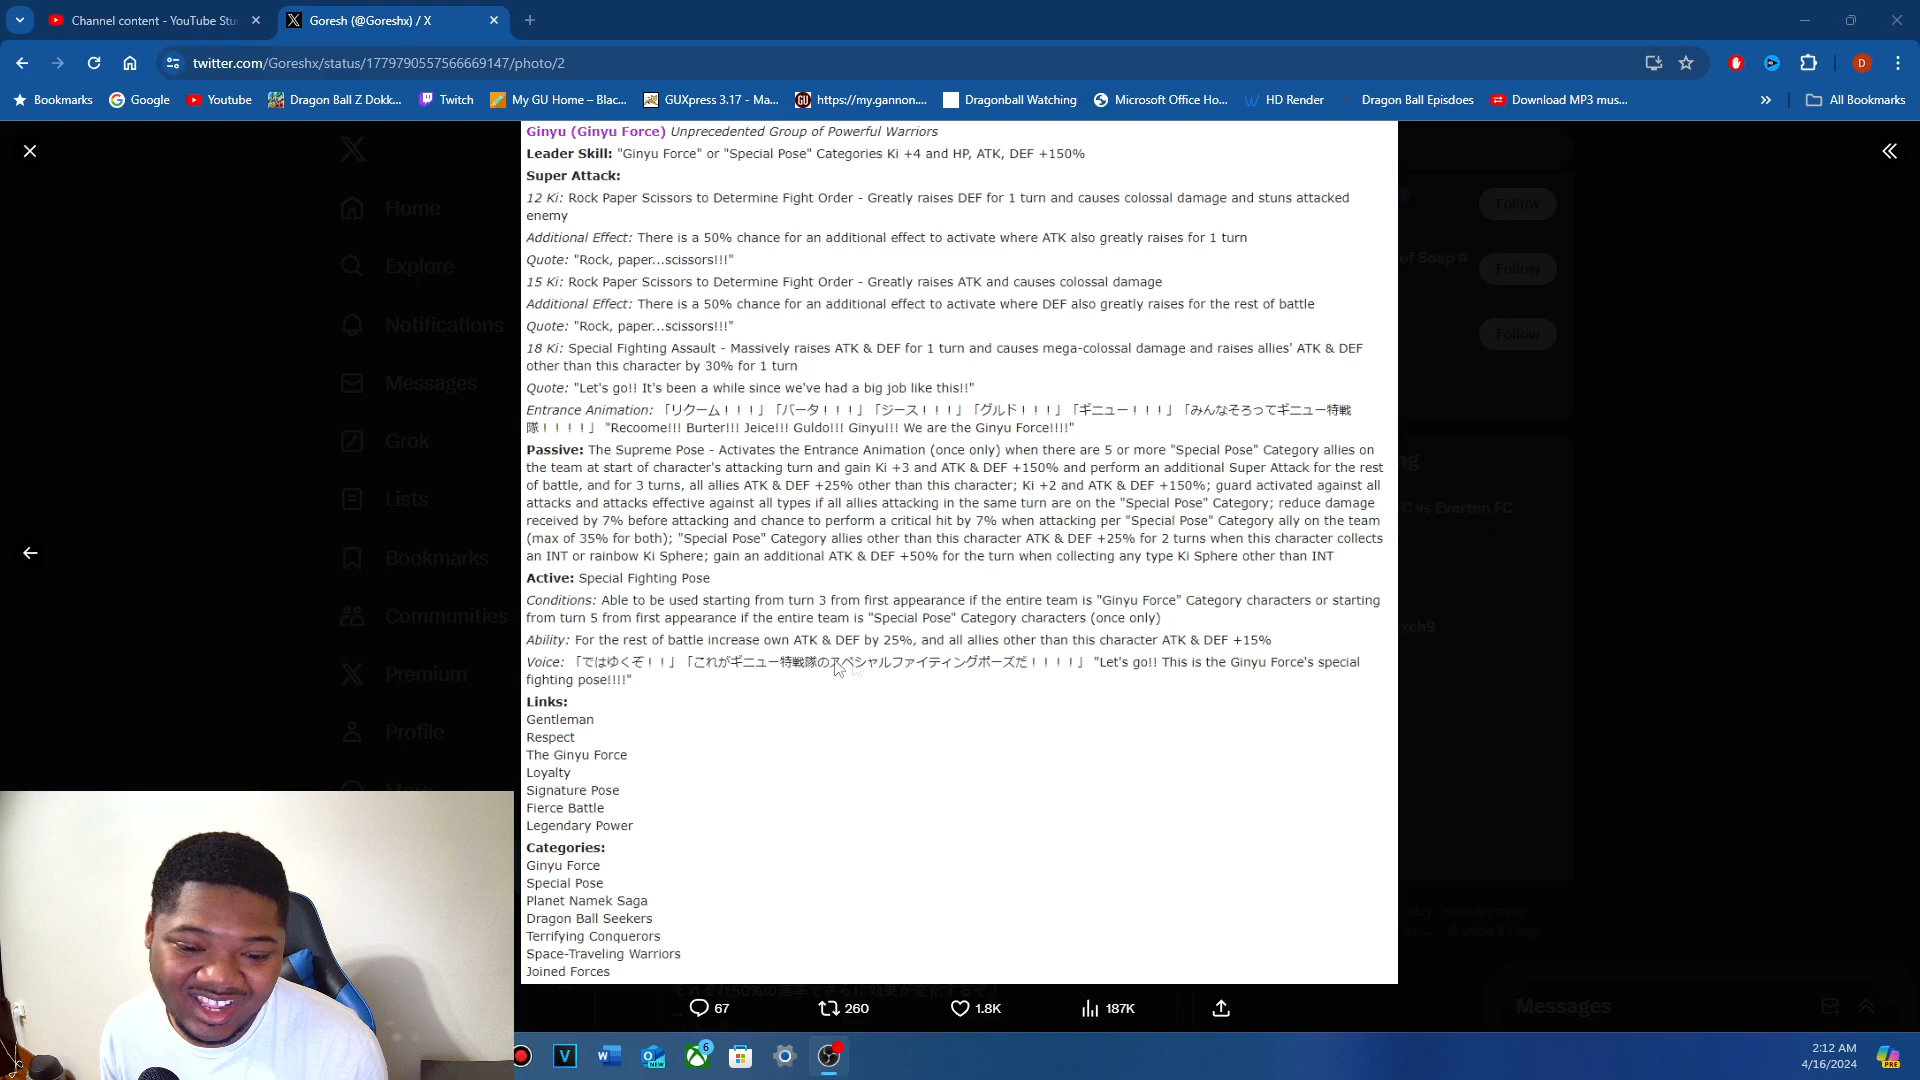 Channel content - YouTube Stu
Goresh (@Goreshx) / X
twitter.com/Goreshx/status/1779790557566669147/photo/2
D
Bookmarks
Google
Youtube
Dragon Ball Z Dokk...
Twitch
My GU Home – Blac...
GUXpress 3.17 - Ma...
https://my.gannon....
Dragonball Watching
Microsoft Office Ho...
HD Render
Dragon Ball Episdoes
Download MP3 mus...
All Bookmarks
Ginyu (Ginyu Force) Unprecedented Group of Powerful Warriors
Leader Skill: "Ginyu Force" or "Special Pose" Categories Ki +4 and HP, ATK, DEF +150%
Super Attack:
12 Ki: Rock Paper Scissors to Determine Fight Order - Greatly raises DEF for 1 turn and causes colossal damage and stuns attacked
enemy
Additional Effect: There is a 50% chance for an additional effect to activate where ATK also greatly raises for 1 turn
Quote: "Rock, paper...scissors!!!"
15 Ki: Rock Paper Scissors to Determine Fight Order - Greatly raises ATK and causes colossal damage
Additional Effect: There is a 50% chance for an additional effect to activate where DEF also greatly raises for the rest of battle
Quote: "Rock, paper...scissors!!!"
18 Ki: Special Fighting Assault - Massively raises ATK & DEF for 1 turn and causes mega-colossal damage and raises allies' ATK & DEF
other than this character by 30% for 1 turn
Quote: "Let's go!! It's been a while since we've had a big job like this!!"
Entrance Animation: 「リクーム！！！」「バータ！！！」「ジース！！！」「グルド！！！」「ギニュー！！！」「みんなそろってギニュー特戦
隊！！！！」 "Recoome!!! Burter!!! Jeice!!! Guldo!!! Ginyu!!! We are the Ginyu Force!!!!"
Passive: The Supreme Pose - Activates the Entrance Animation (once only) when there are 5 or more "Special Pose" Category allies on
the team at start of character's attacking turn and gain Ki +3 and ATK & DEF +150% and perform an additional Super Attack for the rest
of battle, and for 3 turns, all allies ATK & DEF +25% other than this character; Ki +2 and ATK & DEF +150%; guard activated against all
attacks and attacks effective against all types if all allies attacking in the same turn are on the "Special Pose" Category; reduce damage
received by 7% before attacking and chance to perform a critical hit by 7% when attacking per "Special Pose" Category ally on the team
(max of 35% for both); "Special Pose" Category allies other than this character ATK & DEF +25% for 2 turns when this character collects
an INT or rainbow Ki Sphere; gain an additional ATK & DEF +50% for the turn when collecting any type Ki Sphere other than INT
Active: Special Fighting Pose
Conditions: Able to be used starting from turn 3 from first appearance if the entire team is "Ginyu Force" Category characters or starting
from turn 5 from first appearance if the entire team is "Special Pose" Category characters (once only)
Ability: For the rest of battle increase own ATK & DEF by 25%, and all allies other than this character ATK & DEF +15%
Voice: 「ではゆくぞ！！」「これがギニュー特戦隊のスペシャルファイティングポーズだ！！！！」 "Let's go!! This is the Ginyu Force's special
fighting pose!!!!"
Links:
Gentleman
Respect
The Ginyu Force
Loyalty
Signature Pose
Fierce Battle
Legendary Power
Categories:
Ginyu Force
Special Pose
Planet Namek Saga
Dragon Ball Seekers
Terrifying Conquerors
Space-Traveling Warriors
Joined Forces
Home
Explore
Notifications
Messages
Grok
Lists
Bookmarks
Communities
Premium
Profile
Follow
of Soap #
Follow
Follow
C vs Everton FC
xch9
67
260
1.8K
187K
Messages
6
2:12 AM
4/16/2024